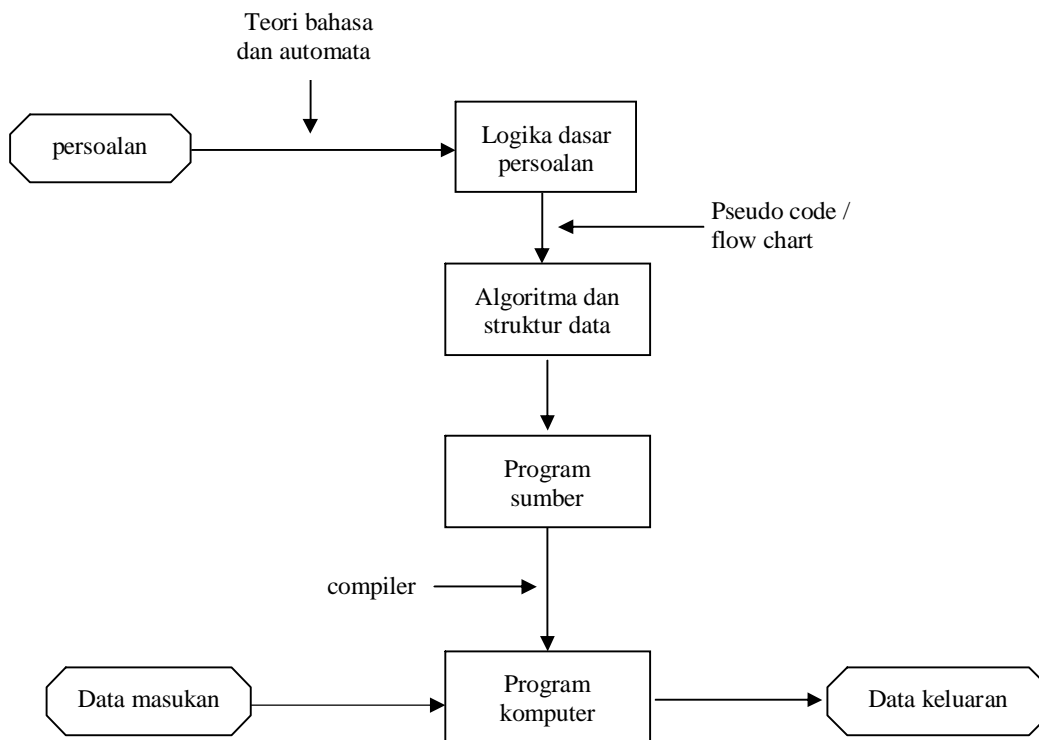 Teori bahasa
dan automata
persoalan
Logika dasar
persoalan
Pseudo code /
flow chart
Algoritma dan
struktur data
Program
sumber
compiler
Data masukan
Program
komputer
Data keluaran